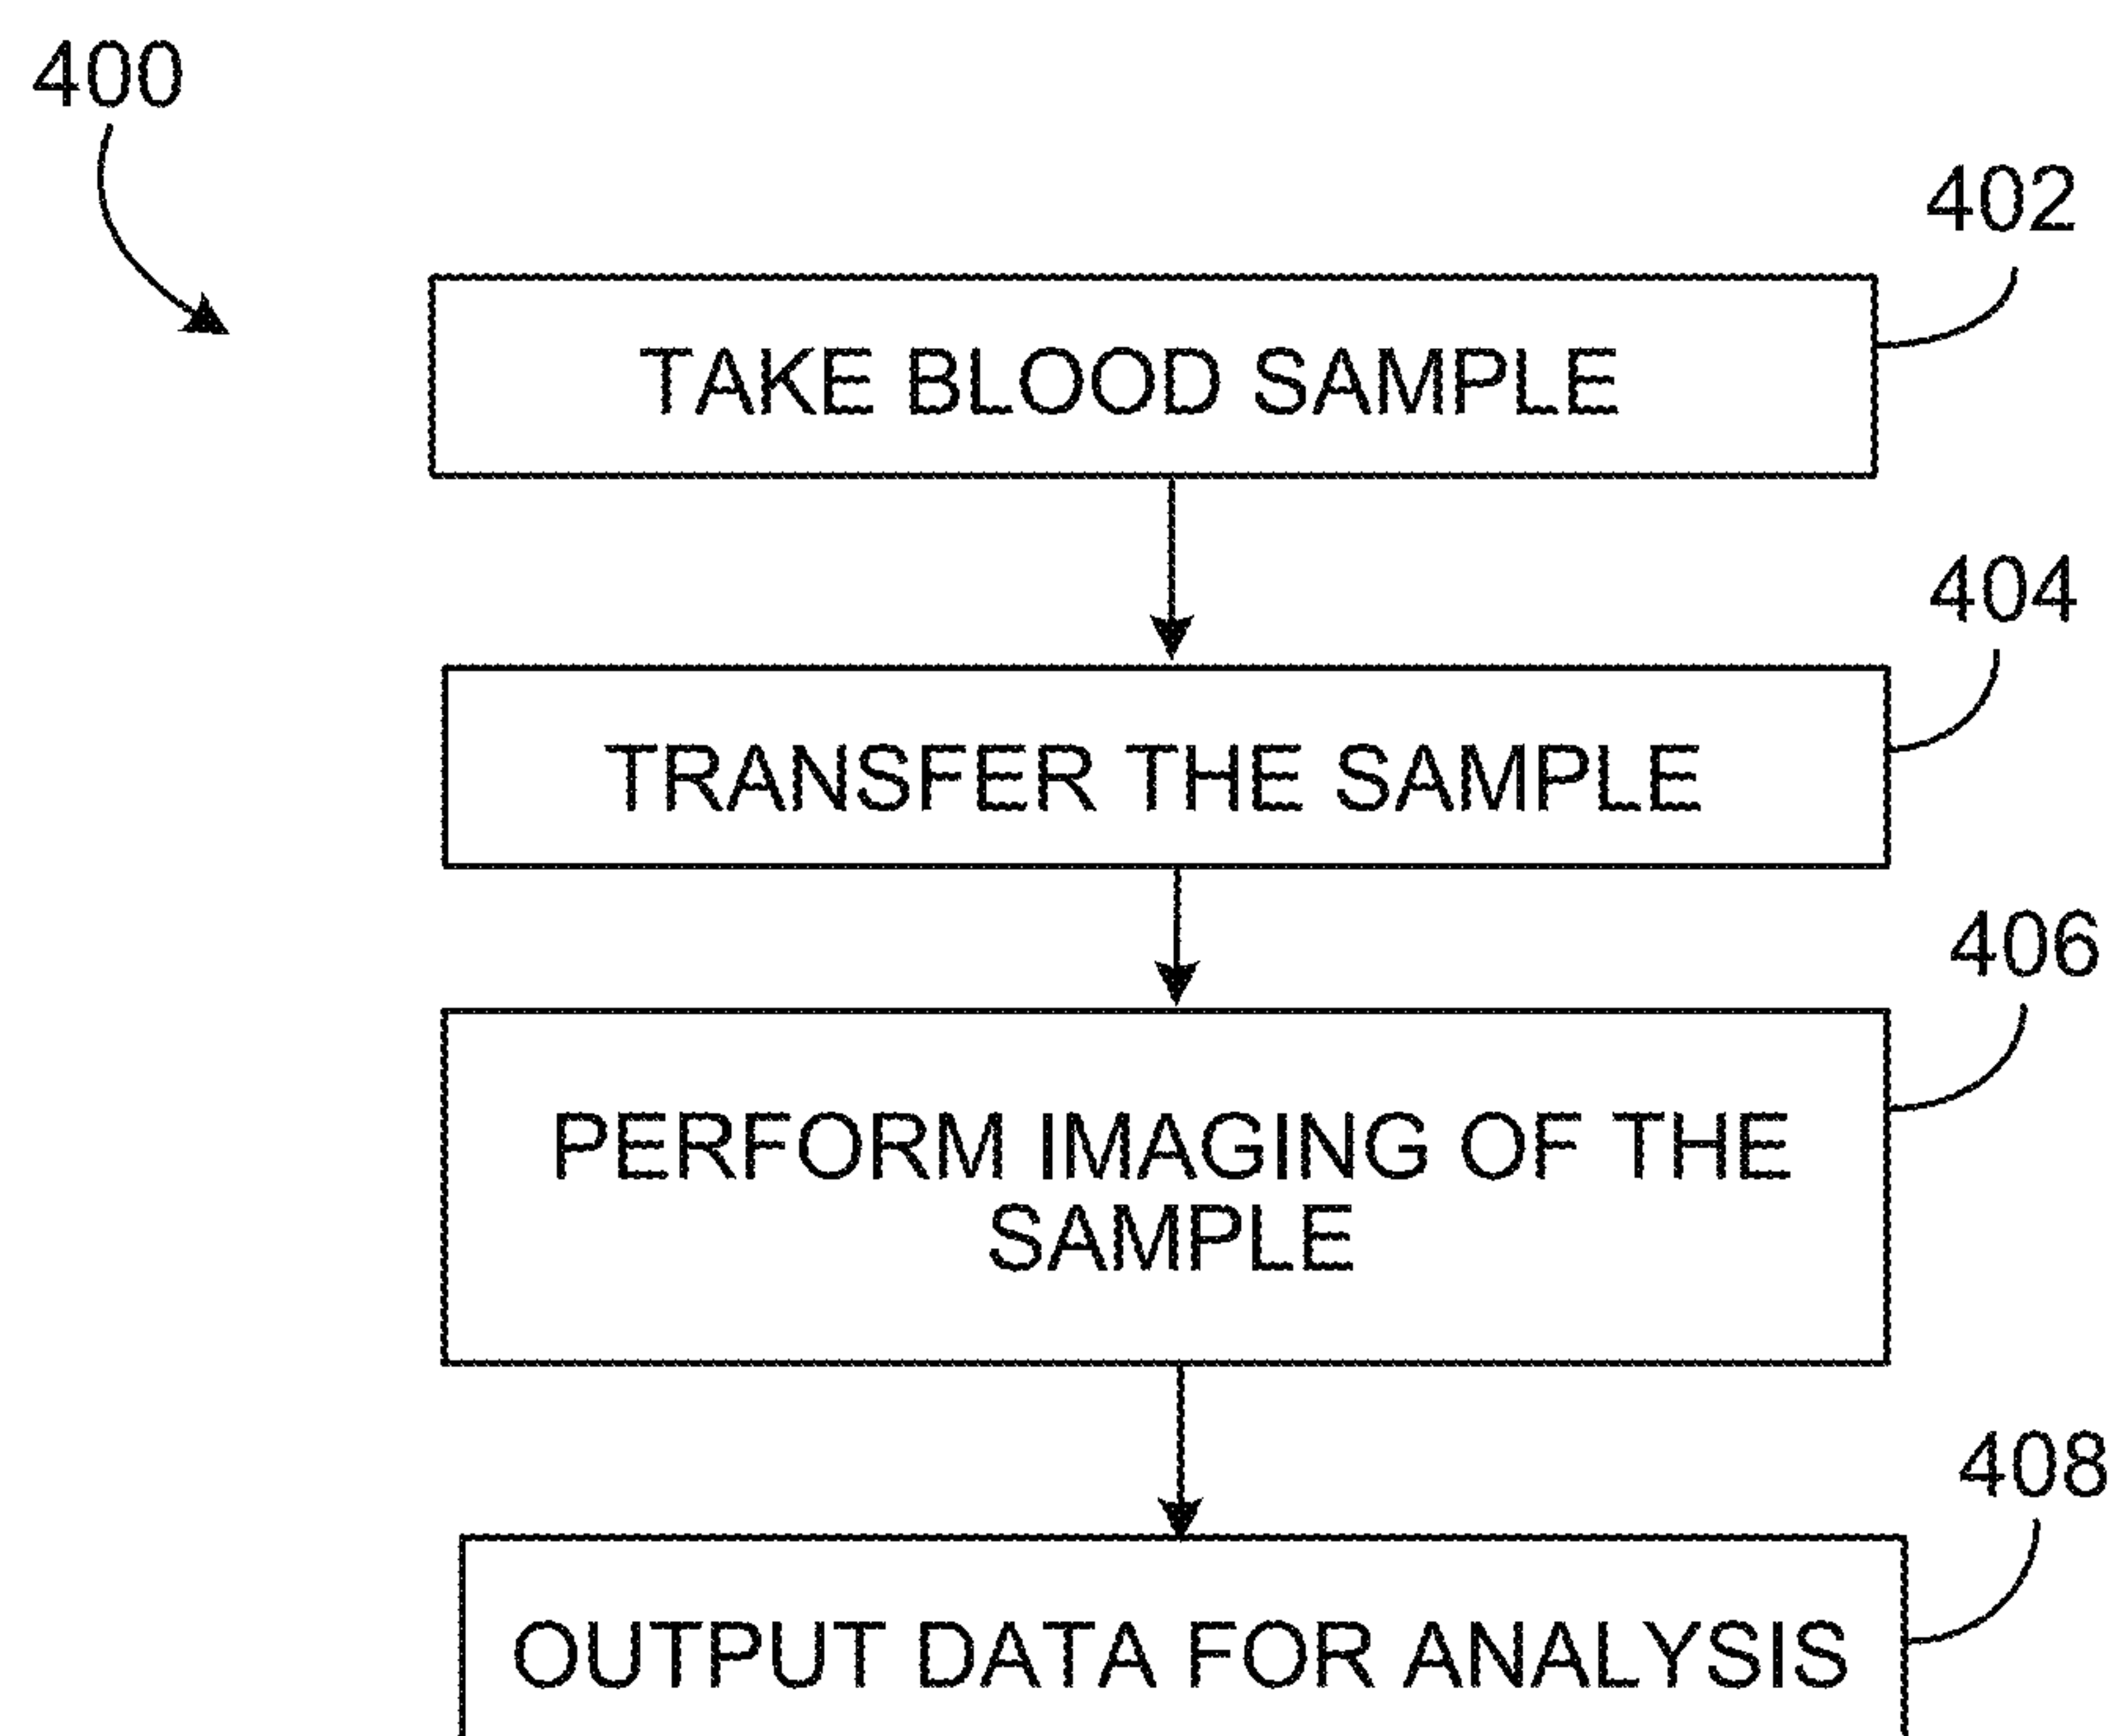 400
402
TAKE BLOOD SAMPLE
404
TRANSFER THE SAMPLE
406
PERFORM IMAGING OF THE
SAMPLE
408
OUTPUT DATA FOR ANALYSIS